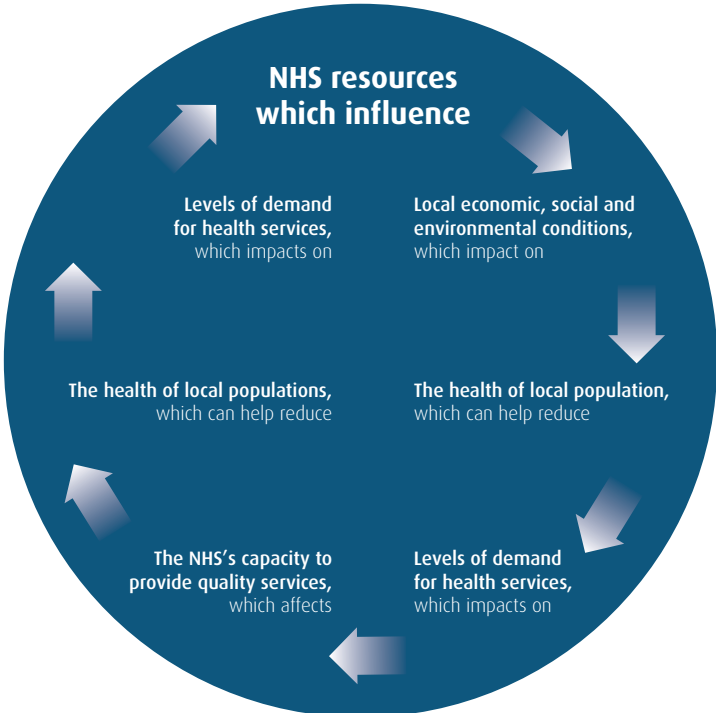 NHS resources
which influence
Local economic, social and
environmental conditions,
which impact on
The health of local population,
which can help reduce
Levels of demand
for health services,
which impacts on
The NHS's capacity to
provide quality services,
which affects
The health of local populations,
which can help reduce
Levels of demand
for health services,
which impacts on